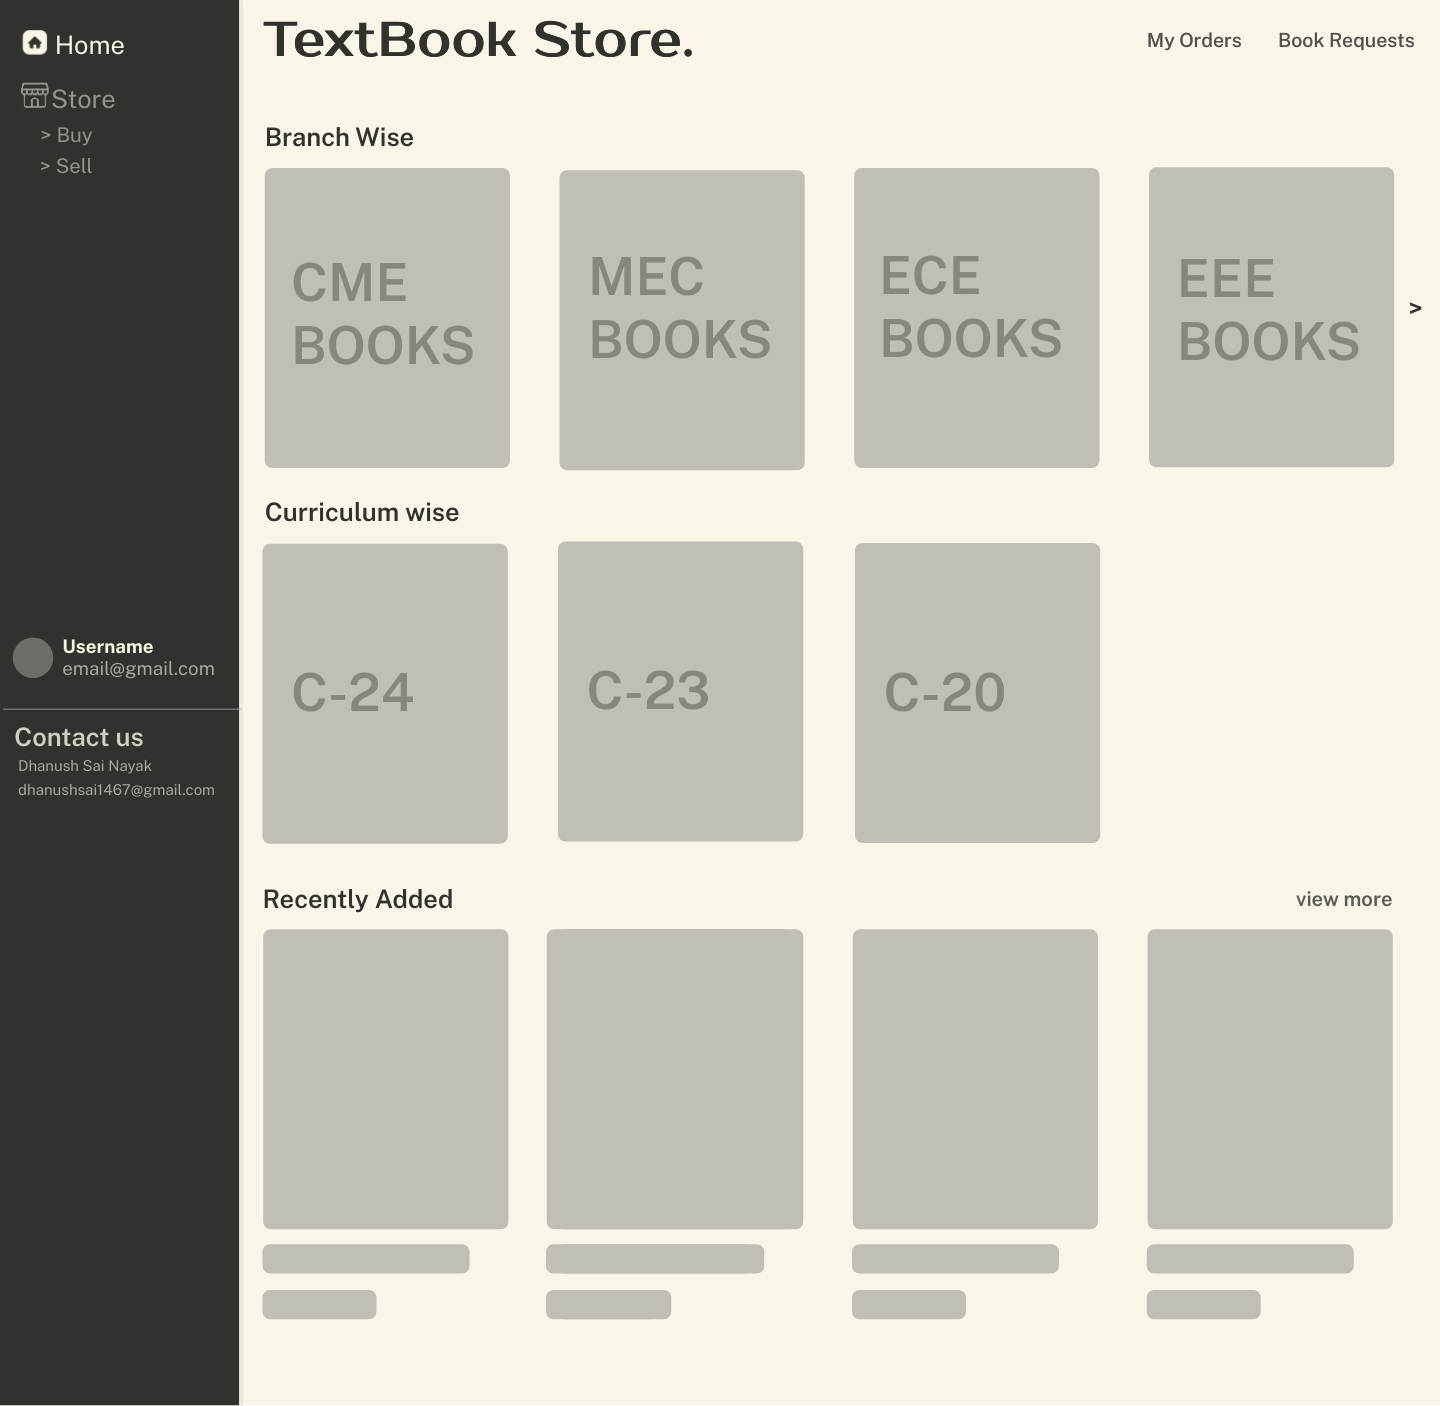 Home
Store
> Buy
> Sell
Username
email@gmail.com
Contact us
Dhanush Sai Nayak
dhanushsai1467@gmail.com
TextBook Store.
My Orders
Book Requests
Branch Wise
CME
BOOKS
MEC
BOOKS
ECE
BOOKS
EEE
BOOKS
>
Curriculum wise
C-24
C-23
C-20
Recently Added
view more